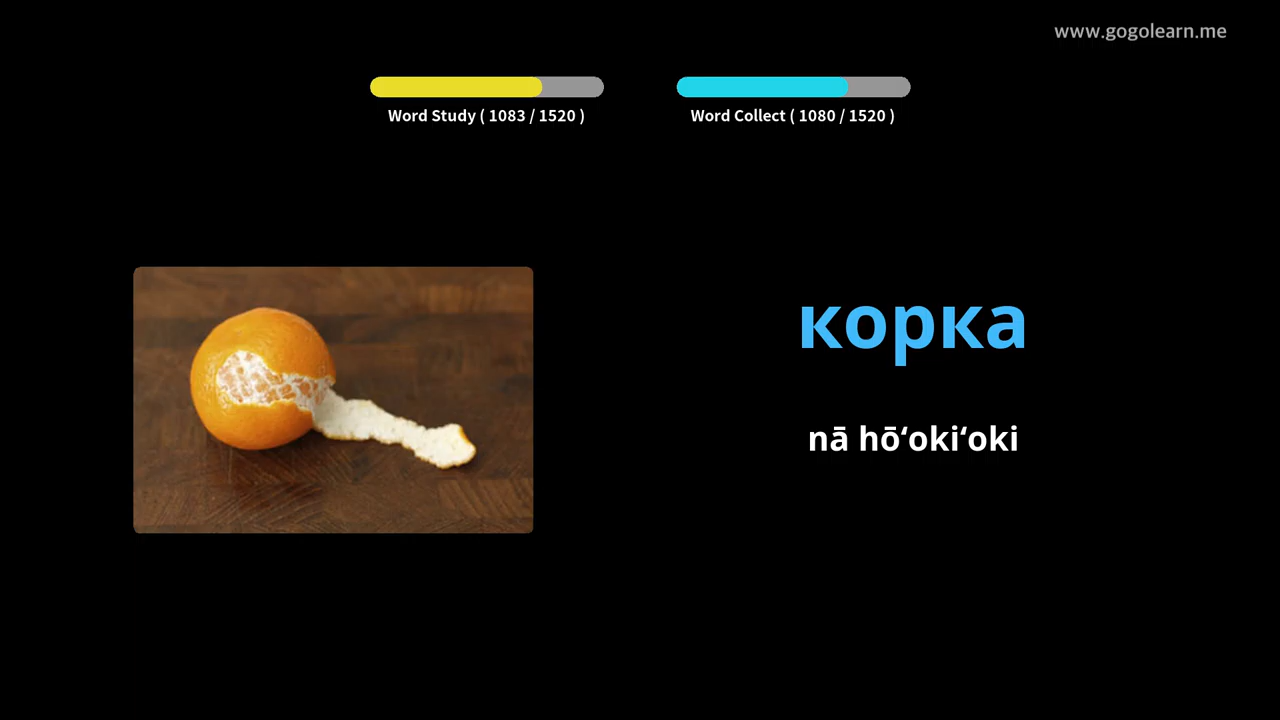 www.gogolearn.me
Word Study ( 1083 / 1520 )
Word Collect ( 1080 / 1520 )
корка
nā hōʻokiʻoki